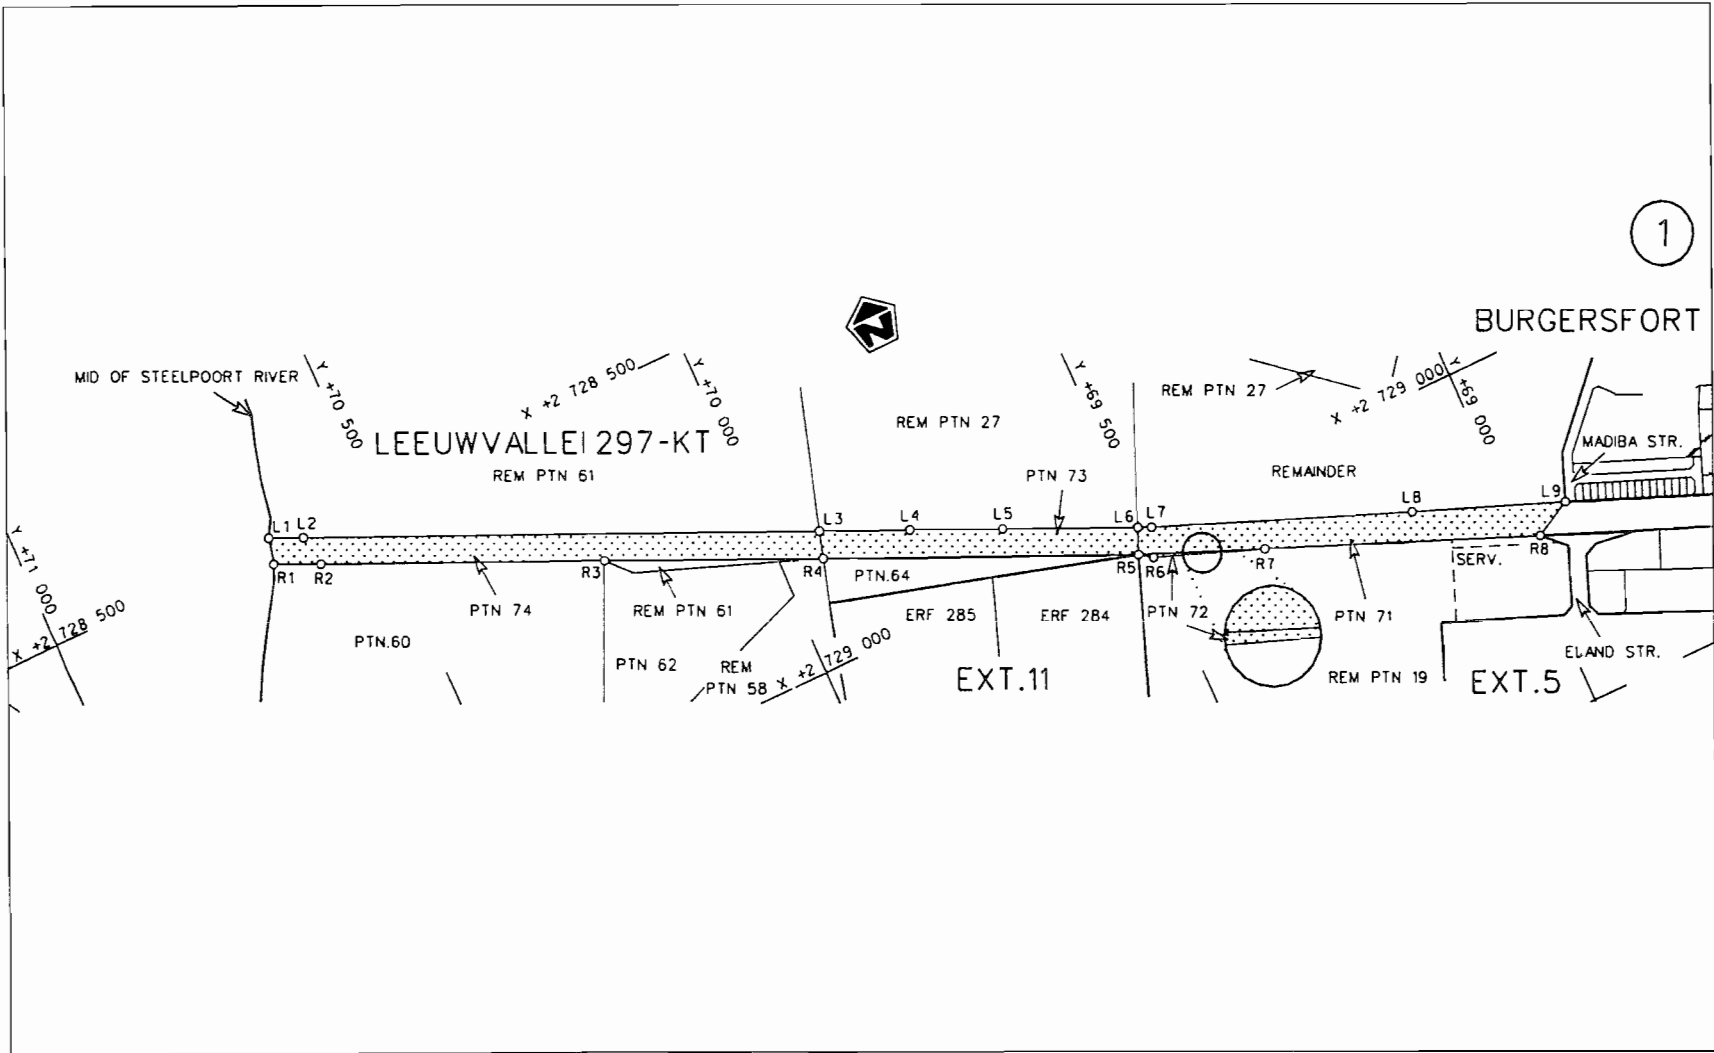 1
BURGERSFORT
MID OF STEELPOORT RIVER
Y +70 500
X +2 728 500
Y +70 000
LEEUWVALLEI 297-KT
REM PTN 61
REM PTN 27
Y +69 500
REM PTN 27
X +2 729 000
Y +69 000
MADIBA STR.
PTN 73
REMAINDER
L1 L2
L3
L4
L5
L6 L7
L8
L9
R1
R2
R3
R4
R5
R6
R7
R8
Y +71 000
X +2 728 500
PTN 74
PTN.60
REM PTN 61
PTN 62
REM
PTN 58
X +2 729 000
PTN.64
ERF 285
ERF 284
EXT.11
PTN 72
PTN 71
SERV.
REM PTN 19
EXT.5
ELAND STR.
N